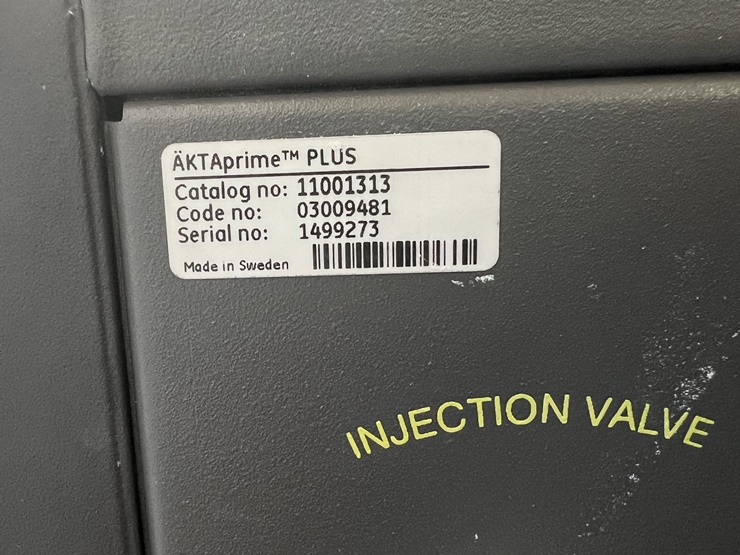 ÄKTAprime™ PLUS
Catalog no: 11001313
Code no: 03009481
Serial no: 1499273
Made in Sweden
INJECTION VALVE